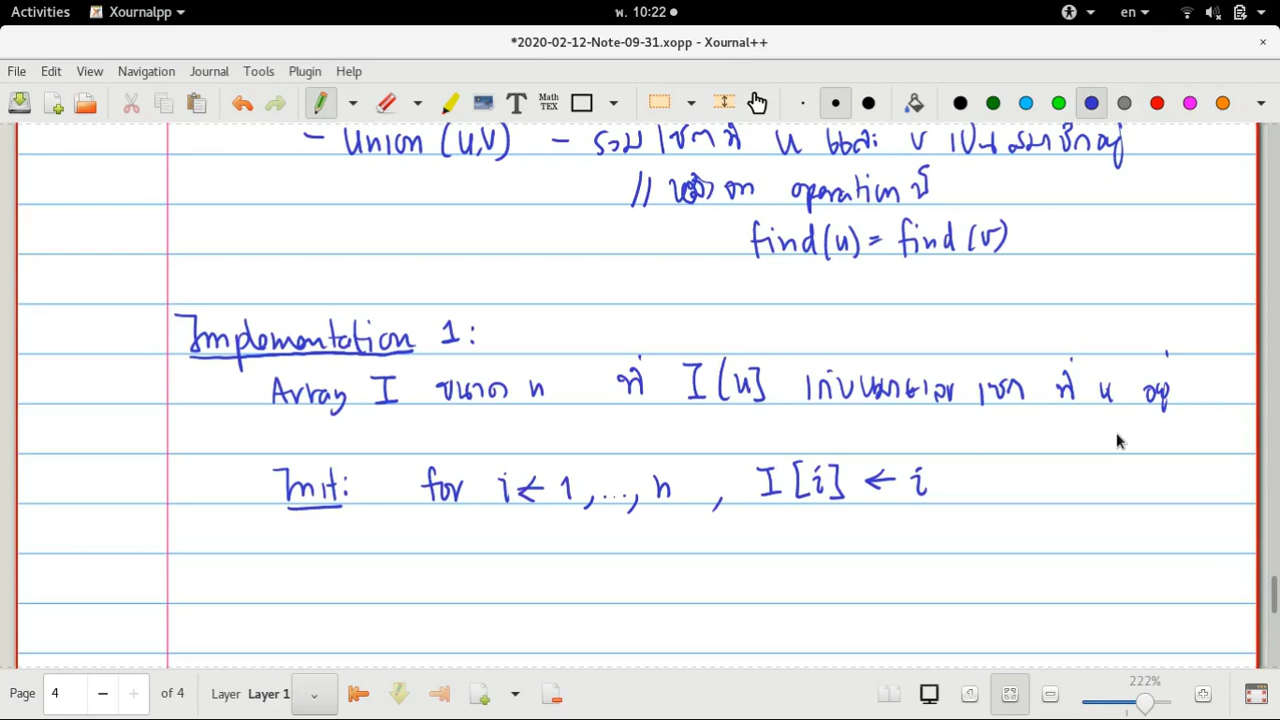 Activities Xournalpp พ. 10:22 en
*2020-02-12-Note-09-31.xopp - Xournal++
File Edit View Navigation Journal Tools Plugin Help
Math TEX
- Union (u,v) - รวมเซตที่ u และ v เป็นสมาชิกอยู่
// หลังจาก operation นี้
find(u) = find(v)
Implementation 1:
Array I ขนาด n ที่ I[u] เก็บหมายเลขเซตที่ u อยู่
Init: for i ← 1, ..., n , I[i] ← i
Page 4 of 4 Layer Layer 1 222%